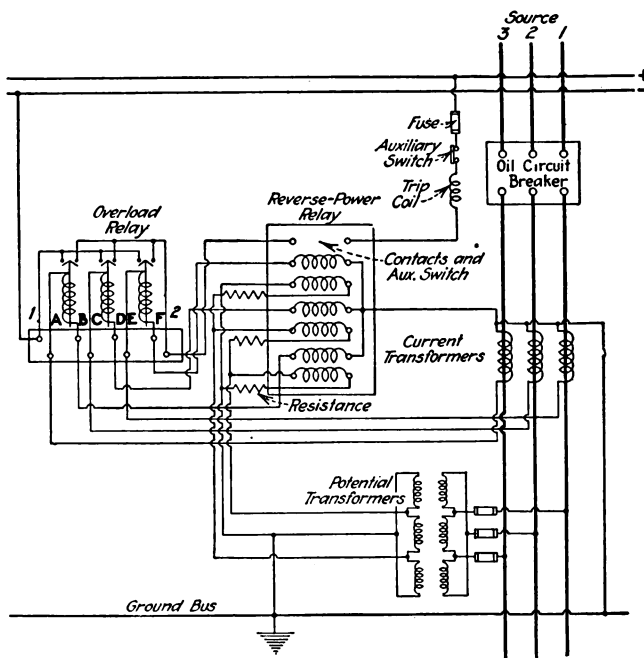 Source
3 2 1
+
Fuse
Auxiliary
Switch
Trip
Coil
Oil Circuit
Breaker
Reverse-Power
Relay
Overload
Relay
Contacts and
Aux. Switch
1 A B C D E F 2
Current
Transformers
Resistance
Potential
Transformers
Ground Bus